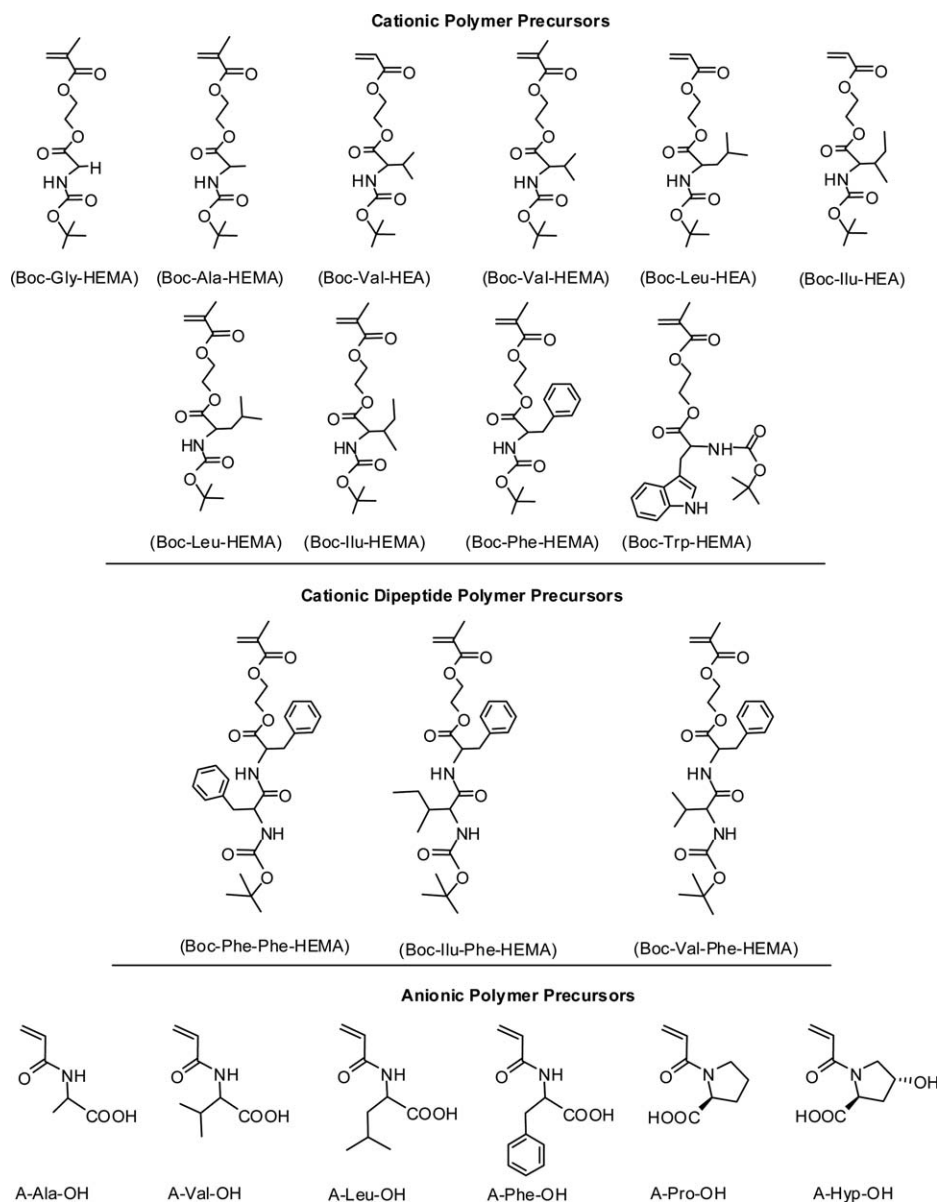 Cationic Polymer Precursors
(Boc-Gly-HEMA) (Boc-Ala-HEMA) (Boc-Val-HEA) (Boc-Val-HEMA) (Boc-Leu-HEA) (Boc-Ilu-HEA)
(Boc-Leu-HEMA) (Boc-Ilu-HEMA) (Boc-Phe-HEMA) (Boc-Trp-HEMA)
Cationic Dipeptide Polymer Precursors
(Boc-Phe-Phe-HEMA) (Boc-Ilu-Phe-HEMA) (Boc-Val-Phe-HEMA)
Anionic Polymer Precursors
A-Ala-OH A-Val-OH A-Leu-OH A-Phe-OH A-Pro-OH A-Hyp-OH